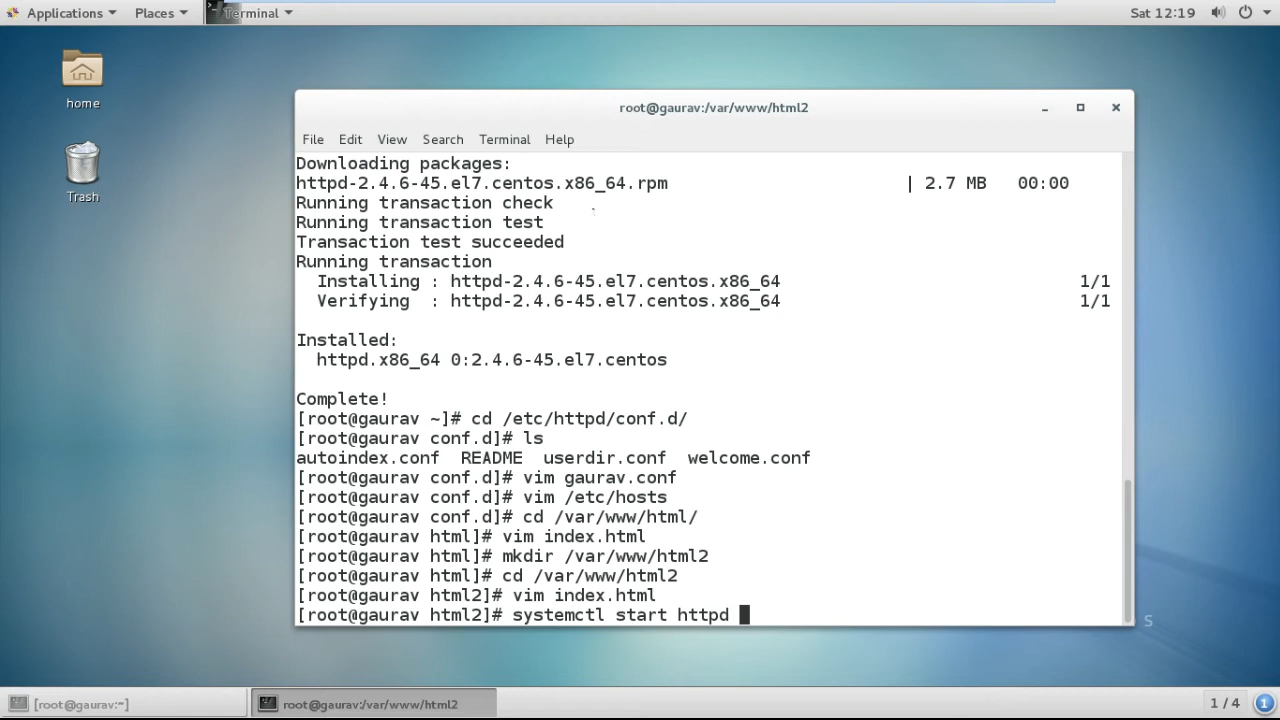 Applications Places Terminal Sat 12:19
home
Trash
root@gaurav:/var/www/html2
File Edit View Search Terminal Help
Downloading packages:
httpd-2.4.6-45.el7.centos.x86_64.rpm | 2.7 MB 00:00
Running transaction check
Running transaction test
Transaction test succeeded
Running transaction
Installing : httpd-2.4.6-45.el7.centos.x86_64 1/1
Verifying : httpd-2.4.6-45.el7.centos.x86_64 1/1
Installed:
httpd.x86_64 0:2.4.6-45.el7.centos
Complete!
[root@gaurav ~]# cd /etc/httpd/conf.d/
[root@gaurav conf.d]# ls
autoindex.conf README userdir.conf welcome.conf
[root@gaurav conf.d]# vim gaurav.conf
[root@gaurav conf.d]# vim /etc/hosts
[root@gaurav conf.d]# cd /var/www/html/
[root@gaurav html]# vim index.html
[root@gaurav html]# mkdir /var/www/html2
[root@gaurav html]# cd /var/www/html2
[root@gaurav html2]# vim index.html
[root@gaurav html2]# systemctl start httpd
S
[root@gaurav:~] root@gaurav:/var/www/html2 1 / 4 1